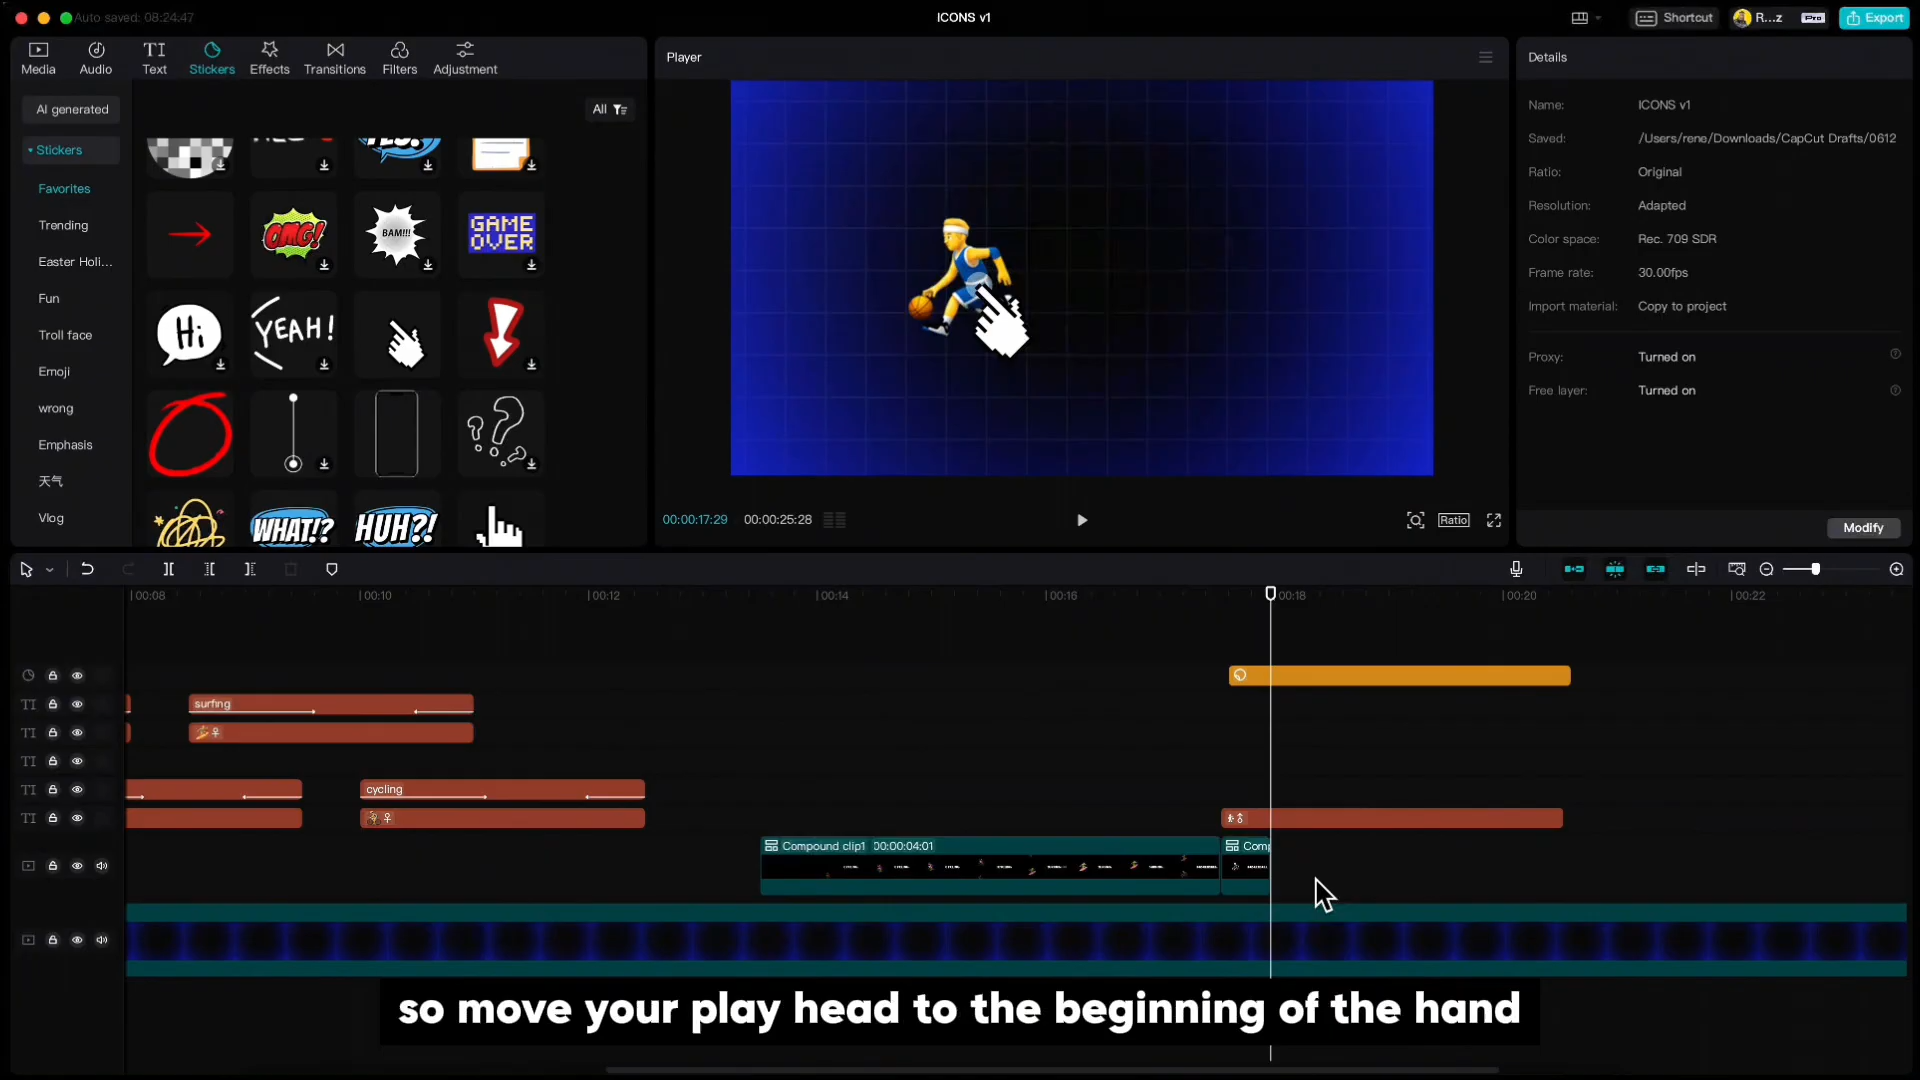 Auto saved: 08:24:47
ICONS v1
Shortcut
R...z
Pro
Export
Media
Audio
Text
Stickers
Effects
Transitions
Filters
Adjustment
AI generated
Stickers
Favorites
Trending
Easter Holi...
Fun
Troll face
Emoji
wrong
Emphasis
天气
Vlog
All
OMG!
BAM!!!
GAME
OVER
Hi
YEAH!
WHAT!?
HUH?!
Player
00:00:17:29
00:00:25:28
Ratio
Details
Name:
ICONS v1
Saved:
/Users/rene/Downloads/CapCut Drafts/0612
Ratio:
Original
Resolution:
Adapted
Color space:
Rec. 709 SDR
Frame rate:
30.00fps
Import material:
Copy to project
Proxy:
Turned on
Free layer:
Turned on
Modify
00:08
00:10
00:12
00:14
00:16
00:18
00:20
00:22
surfing
cycling
Compound clip1 00:00:04:01
Comp
so move your play head to the beginning of the hand